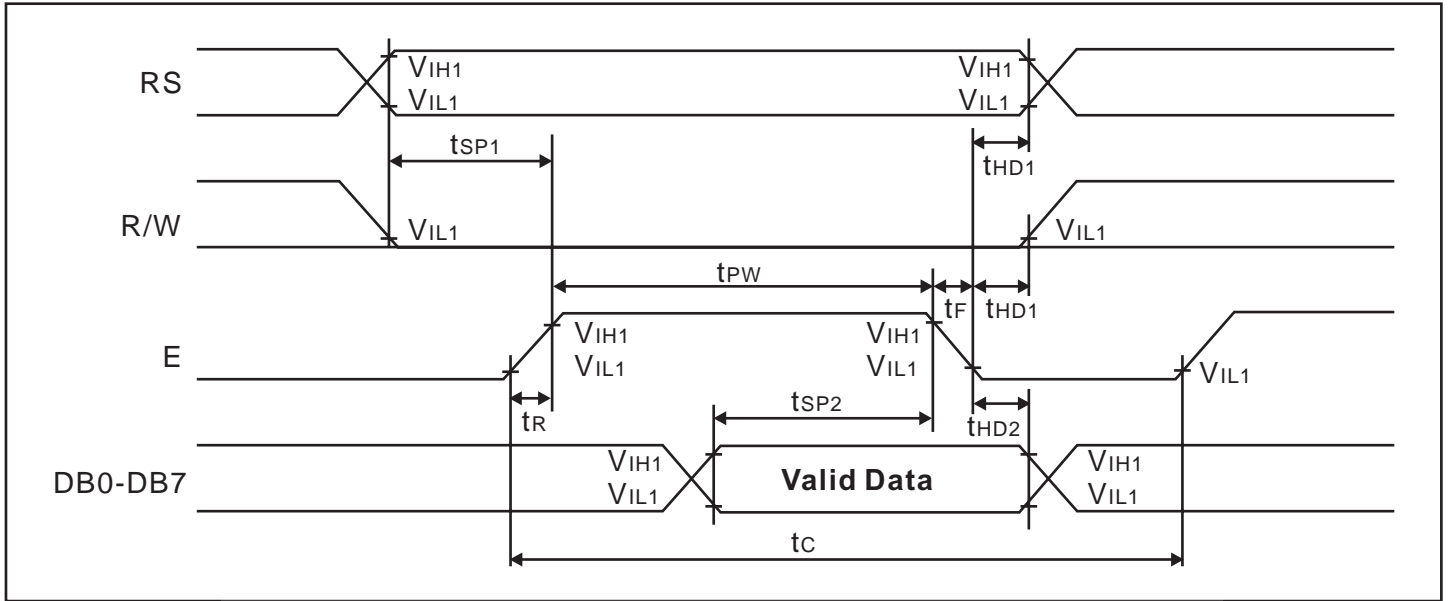 RS VIH1 VIH1
VIL1 VIL1
tSP1 tHD1
R/W VIL1 VIL1
tPW tF tHD1
E VIH1 VIH1
VIL1 VIL1 VIL1
tR tSP2 tHD2
DB0-DB7 VIH1 Valid Data VIH1
VIL1 VIL1
tC